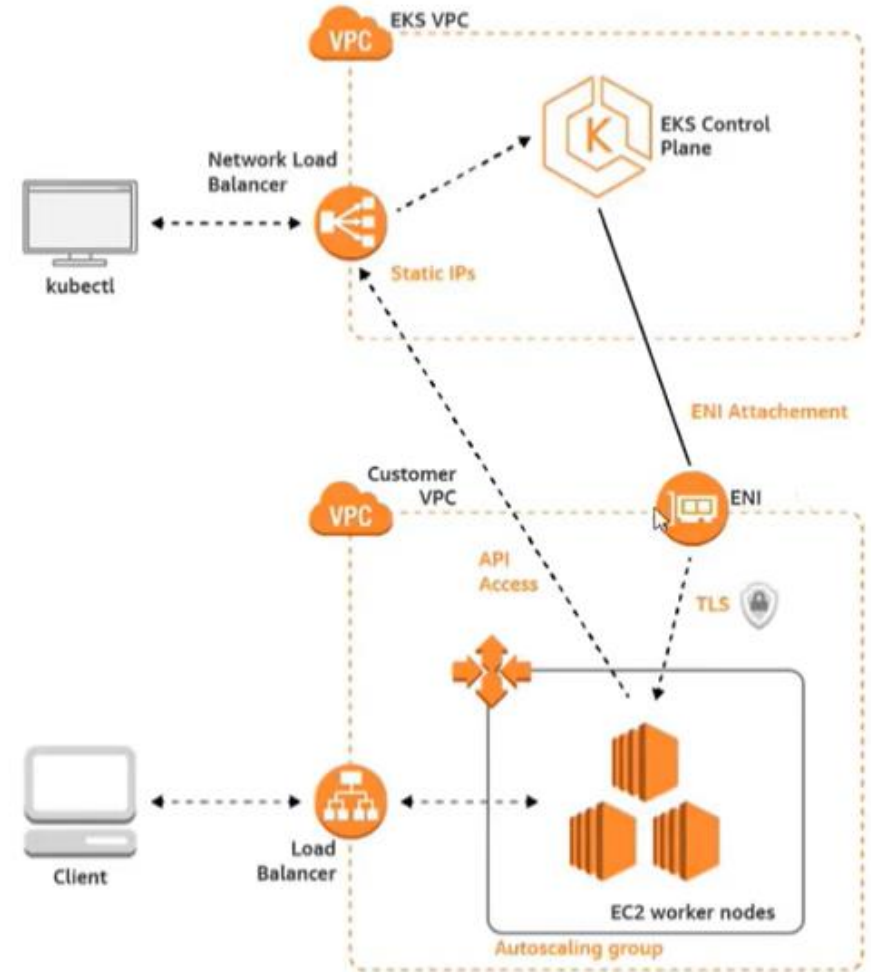 VPC
EKS VPC
K
EKS Control
Plane
Network Load
Balancer
Static IPs
kubectl
ENI Attachement
Customer
VPC
VPC
ENI
API
Access
TLS
Client
Load
Balancer
EC2 worker nodes
Autoscaling group